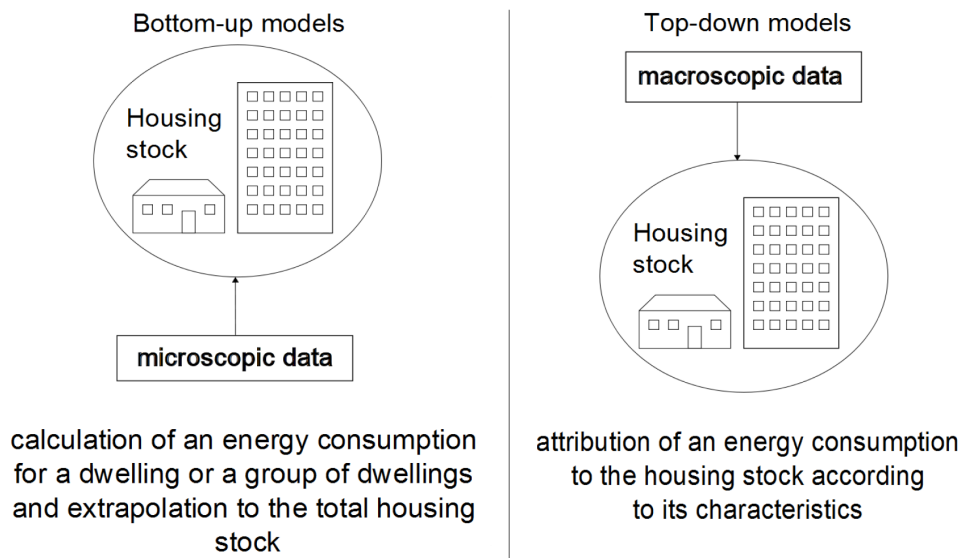 Bottom-up models
Housing
stock
microscopic data
calculation of an energy consumption
for a dwelling or a group of dwellings
and extrapolation to the total housing
stock
Top-down models
macroscopic data
Housing
stock
attribution of an energy consumption
to the housing stock according
to its characteristics